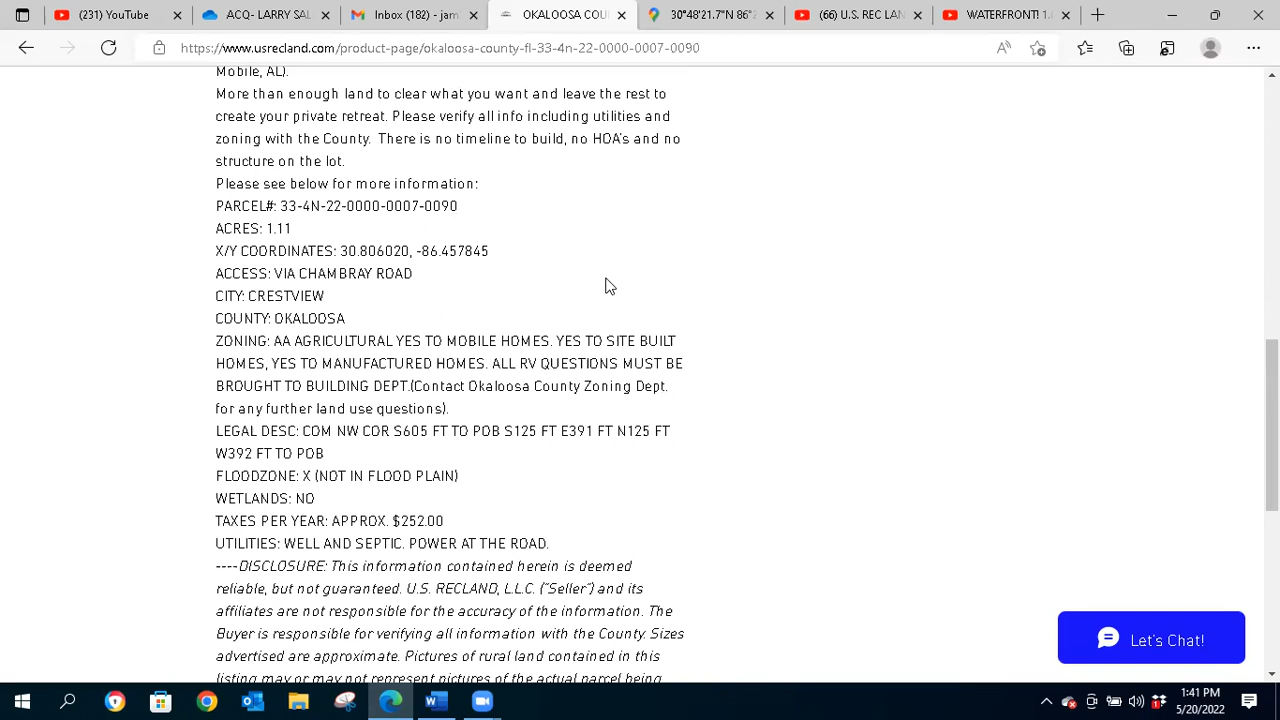 (231) YouTube
ACQ- LARRY SAL
Inbox (182) - jam
OKALOOSA COU
30°48'21.7"N 86°
(66) U.S. REC LAN
WATERFRONT! 1.
https://www.usrecland.com/product-page/okaloosa-county-fl-33-4n-22-0000-0007-0090
Mobile, AL).
More than enough land to clear what you want and leave the rest to
create your private retreat. Please verify all info including utilities and
zoning with the County. There is no timeline to build, no HOA's and no
structure on the lot.
Please see below for more information:
PARCEL#: 33-4N-22-0000-0007-0090
ACRES: 1.11
X/Y COORDINATES: 30.806020, -86.457845
ACCESS: VIA CHAMBRAY ROAD
CITY: CRESTVIEW
COUNTY: OKALOOSA
ZONING: AA AGRICULTURAL YES TO MOBILE HOMES. YES TO SITE BUILT
HOMES, YES TO MANUFACTURED HOMES. ALL RV QUESTIONS MUST BE
BROUGHT TO BUILDING DEPT.(Contact Okaloosa County Zoning Dept.
for any further land use questions).
LEGAL DESC: COM NW COR S605 FT TO POB S125 FT E391 FT N125 FT
W392 FT TO POB
FLOODZONE: X (NOT IN FLOOD PLAIN)
WETLANDS: NO
TAXES PER YEAR: APPROX. $252.00
UTILITIES: WELL AND SEPTIC. POWER AT THE ROAD.
----DISCLOSURE: This information contained herein is deemed
reliable, but not guaranteed. U.S. RECLAND, L.L.C. ("Seller") and its
affiliates are not responsible for the accuracy of the information. The
Buyer is responsible for verifying all information with the County. Sizes
advertised are approximate. Pictures of rural land contained in this
listing may or may not represent pictures of the actual parcel being
Let's Chat!
1:41 PM
5/20/2022